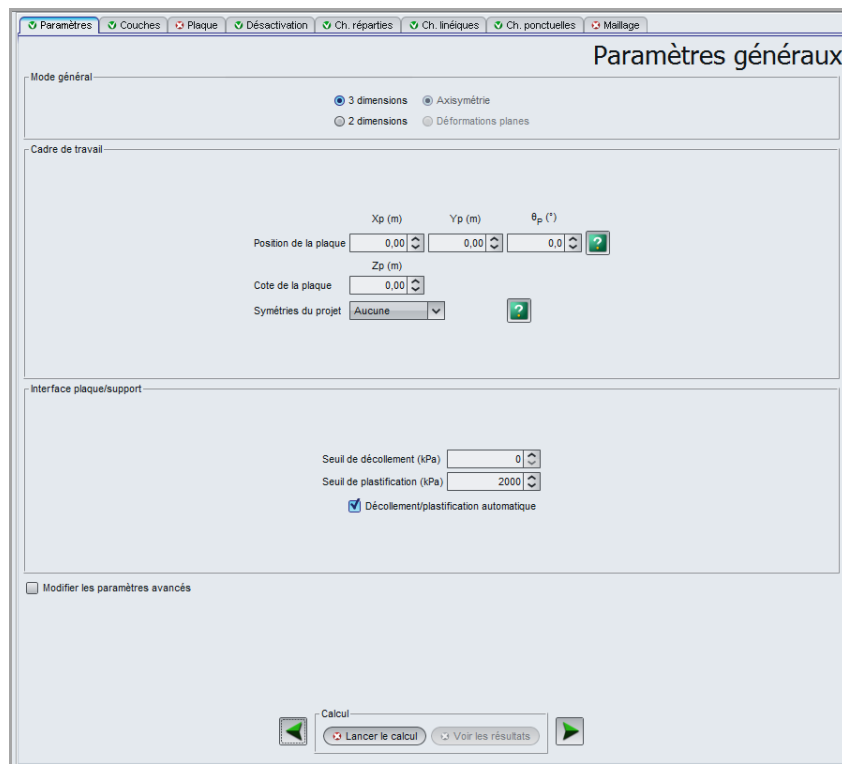 Paramètres Couches Plaque Désactivation Ch. réparties Ch. linéiques Ch. ponctuelles Maillage
Paramètres généraux
Mode général
3 dimensions Axisymétrie
2 dimensions Déformations planes
Cadre de travail
Xp (m) Yp (m) θp (°)
Position de la plaque 0,00 0,00 0,0 ?
Zp (m)
Cote de la plaque 0,00
Symétries du projet Aucune ?
Interface plaque/support
Seuil de décollement (kPa) 0
Seuil de plastification (kPa) 2000
Décollement/plastification automatique
Modifier les paramètres avancés
Calcul
Lancer le calcul Voir les résultats